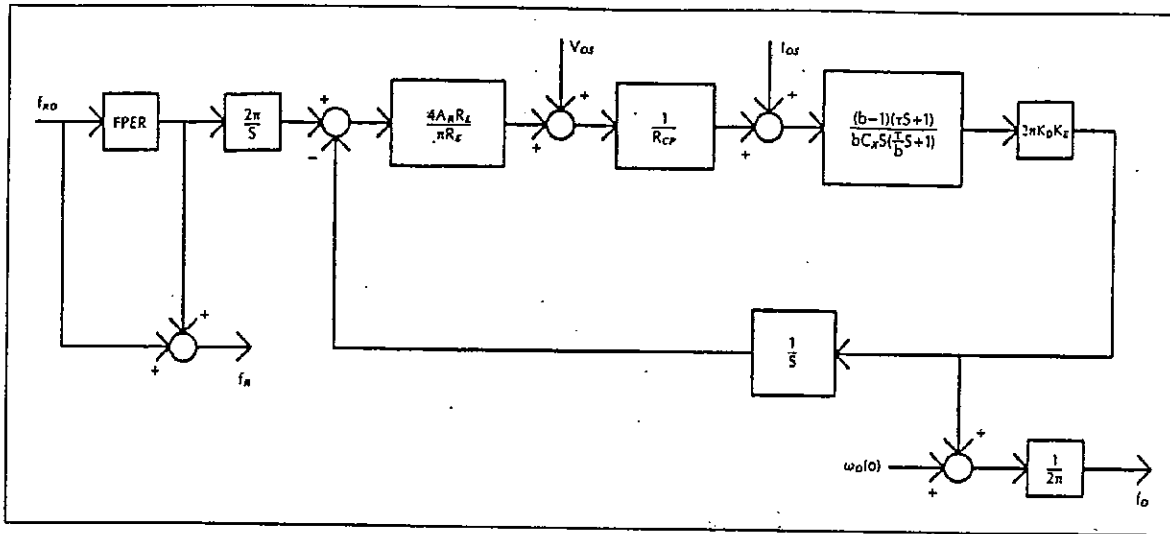 V_OS
I_OS
f_RO
FPER
2π
S
+
−
4A_R R_L
πR_E
+
+
1
R_CP
+
+
(b−1)(τS+1)
bC_X S(τ/b S+1)
2πK_O K_E
1
S
+
+
f_R
ω_O(0)
+
+
1
2π
f_O